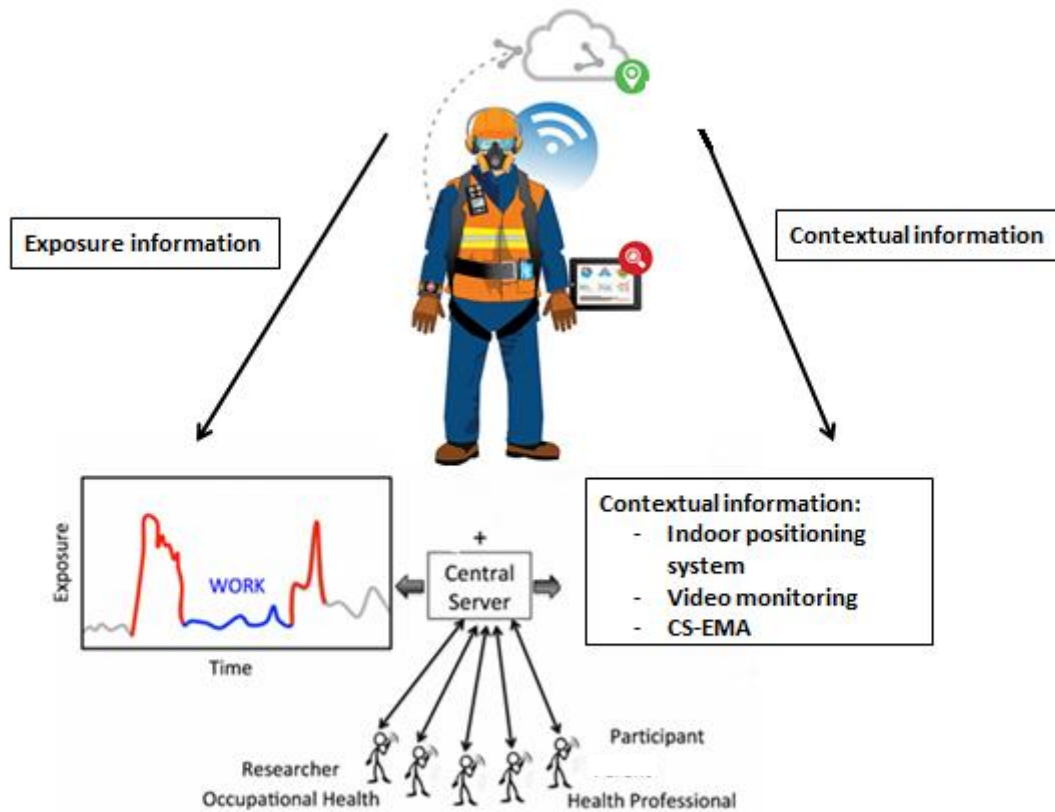 Exposure information
Contextual information
Exposure
WORK
Time
+
Central
Server
Contextual information:
- Indoor positioning
system
- Video monitoring
- CS-EMA
Participant
Researcher
Occupational Health
Health Professional